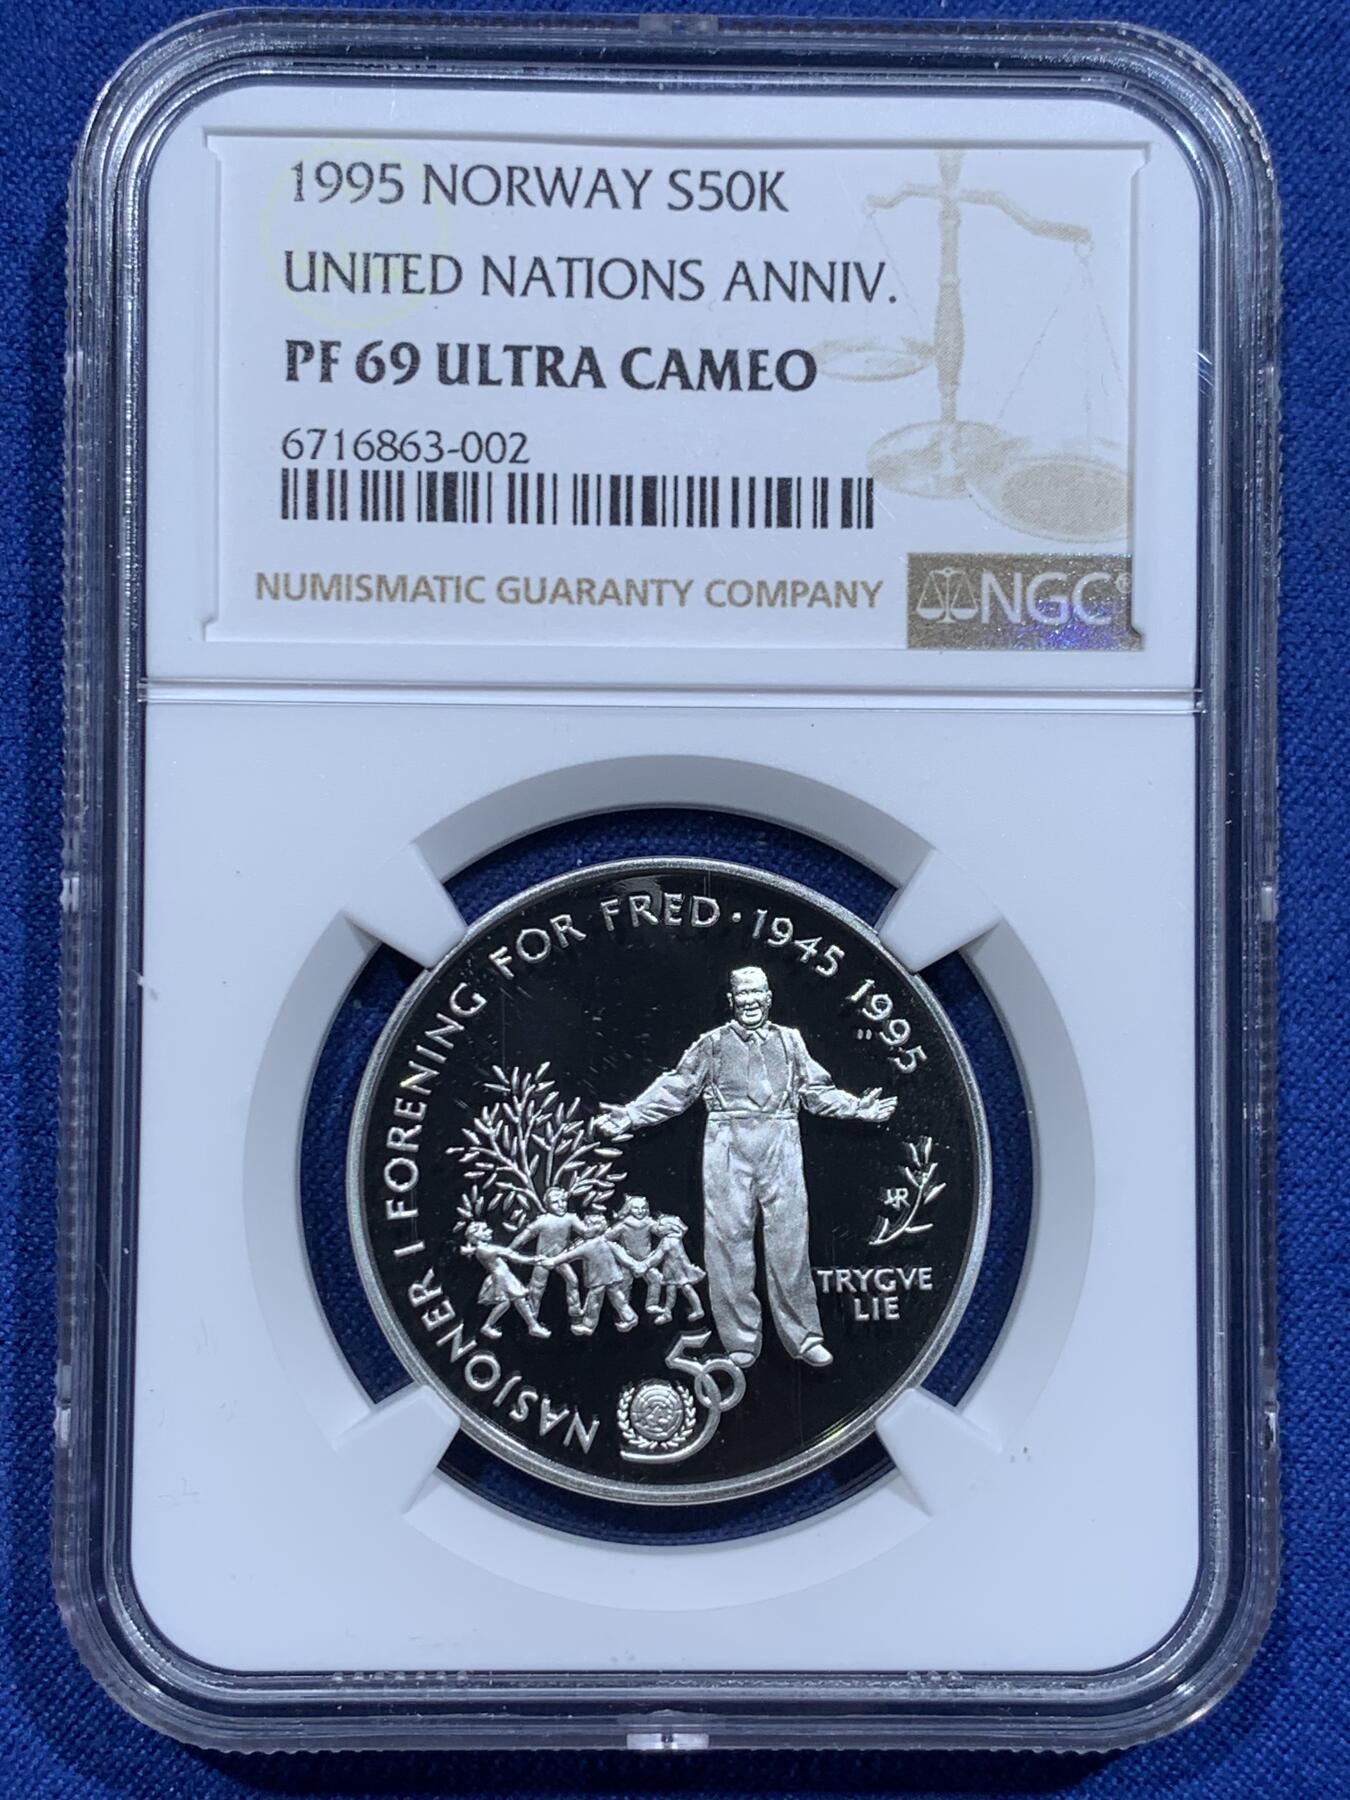 1995 NORWAY S50K
UNITED NATIONS ANNIV.
PF 69 ULTRA CAMEO
6716863-002
NUMISMATIC GUARANTY COMPANY
NGC®
NASJONER I FORENING FOR FRED · 1945 1995
JJR
TRYGVE
LIE
50